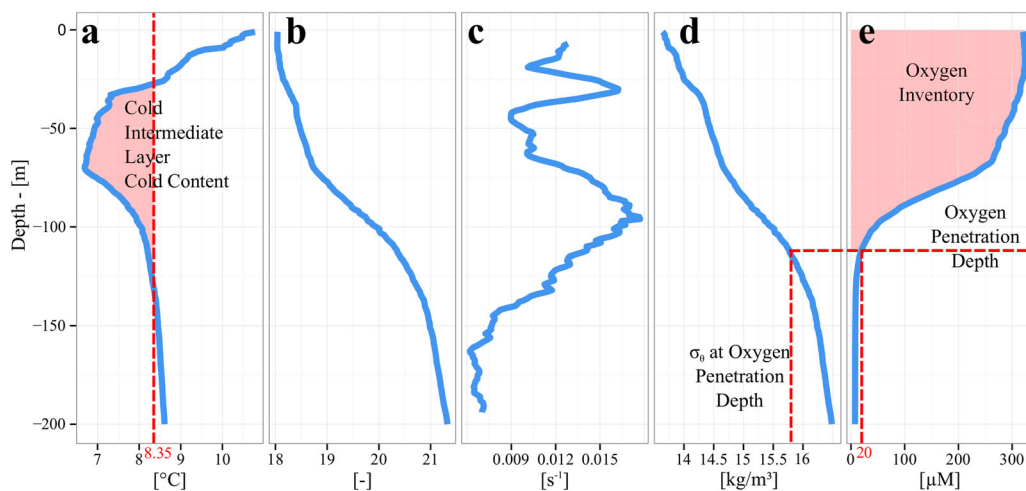 a
b
c
d
e
Depth - [m]
0
−50
−100
−150
−200
Cold
Intermediate
Layer
Cold Content
7
8
8.35
9
10
[°C]
18
19
20
21
[-]
0.009
0.012
0.015
[s⁻¹]
σθ at Oxygen
Penetration
Depth
14
14.5
15
15.5
16
[kg/m³]
Oxygen
Inventory
Oxygen
Penetration
Depth
0
20
100
200
300
[µM]